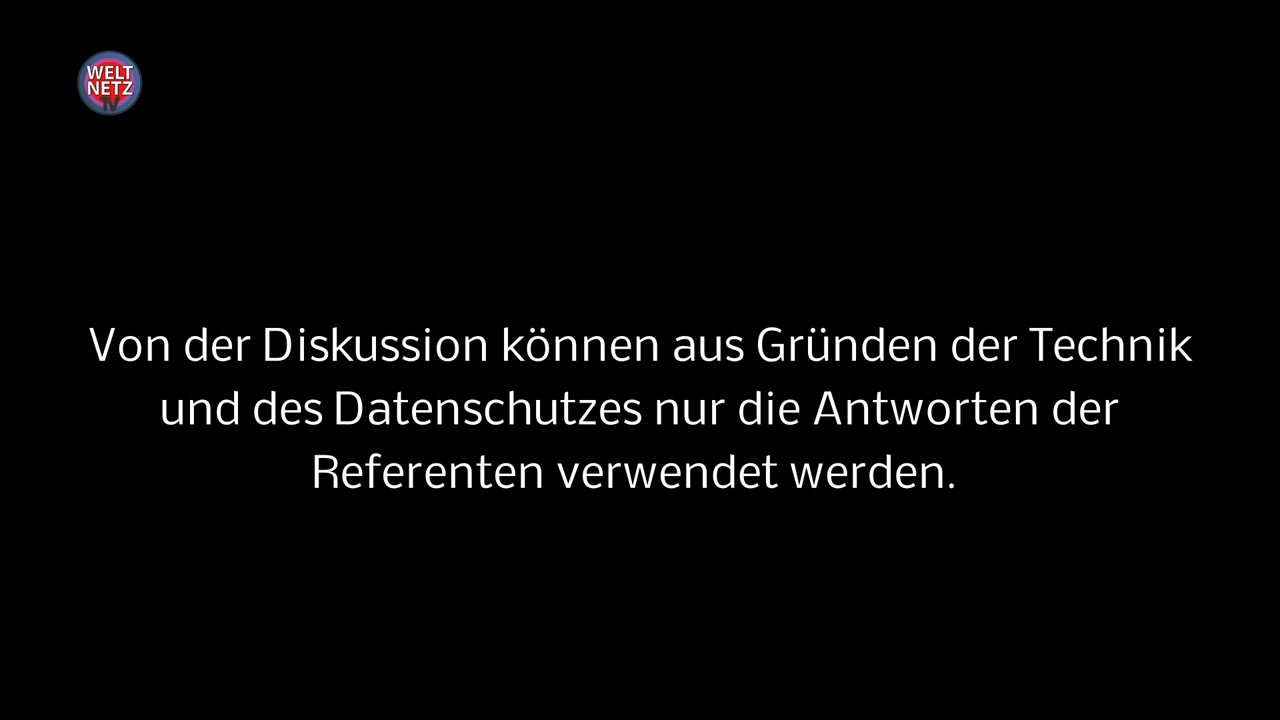 WELT
NETZ
TV
Von der Diskussion können aus Gründen der Technik
und des Datenschutzes nur die Antworten der
Referenten verwendet werden.